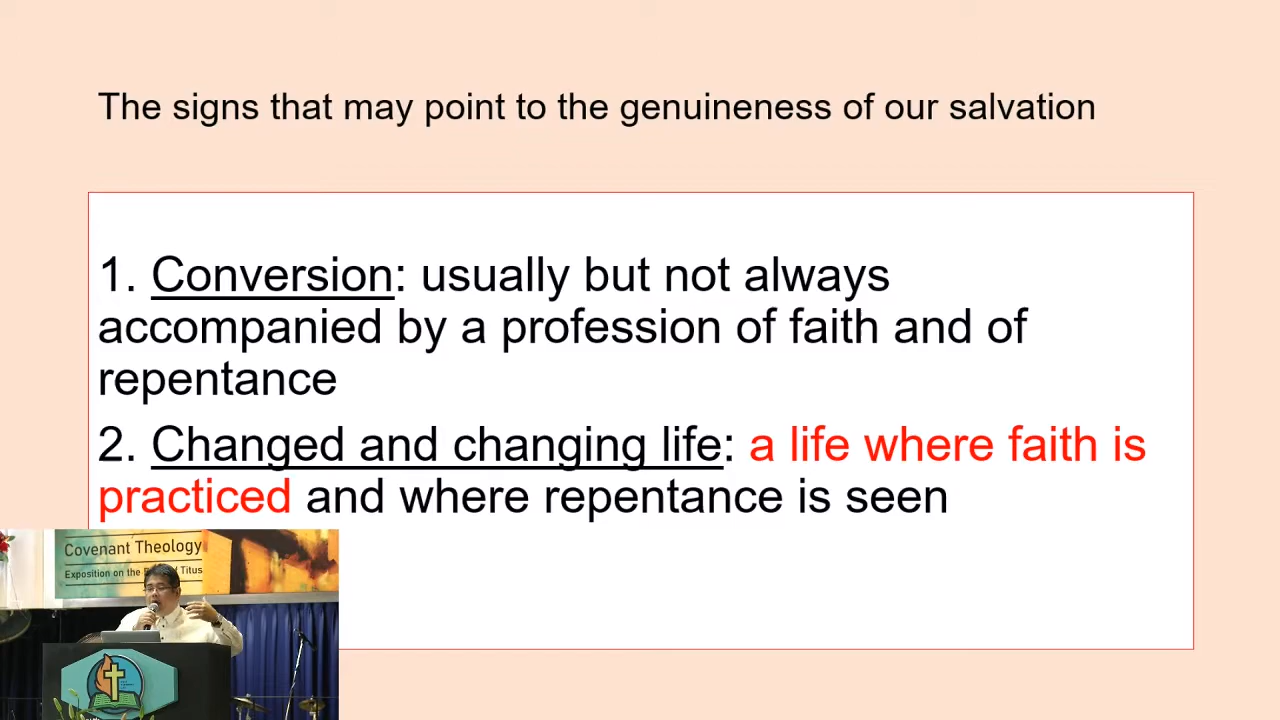 The signs that may point to the genuineness of our salvation
1. Conversion: usually but not always
accompanied by a profession of faith and of
repentance
2. Changed and changing life: a life where faith is
practiced and where repentance is seen
Covenant Theology
Exposition on the Titus